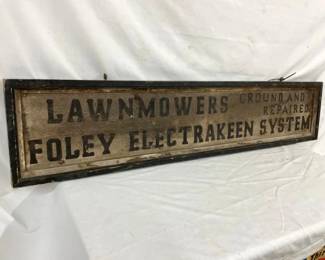 LAWNMOWERS GROUND AND
REPAIRED
FOLEY ELECTRAKEEN SYSTEM